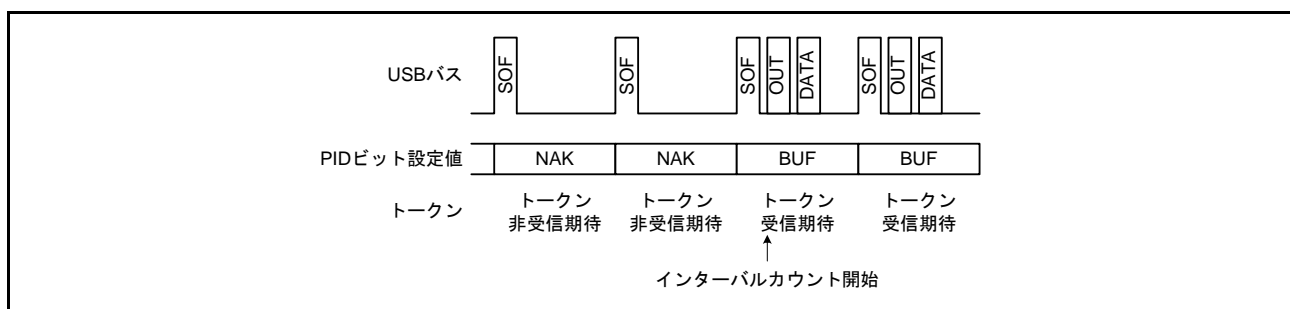 USBバス SOF SOF SOF OUT DATA SOF OUT DATA
PIDビット設定値 NAK NAK BUF BUF
トークン トークン 非受信期待 トークン 非受信期待 トークン 受信期待 トークン 受信期待
インターバルカウント開始